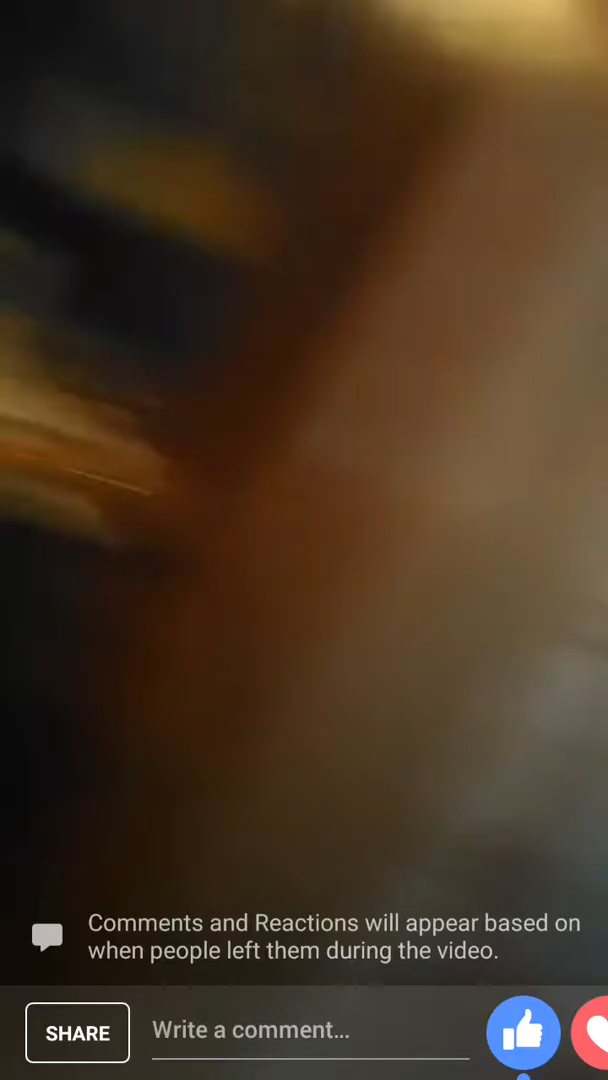 Comments and Reactions will appear based on
when people left them during the video.
SHARE
Write a comment...